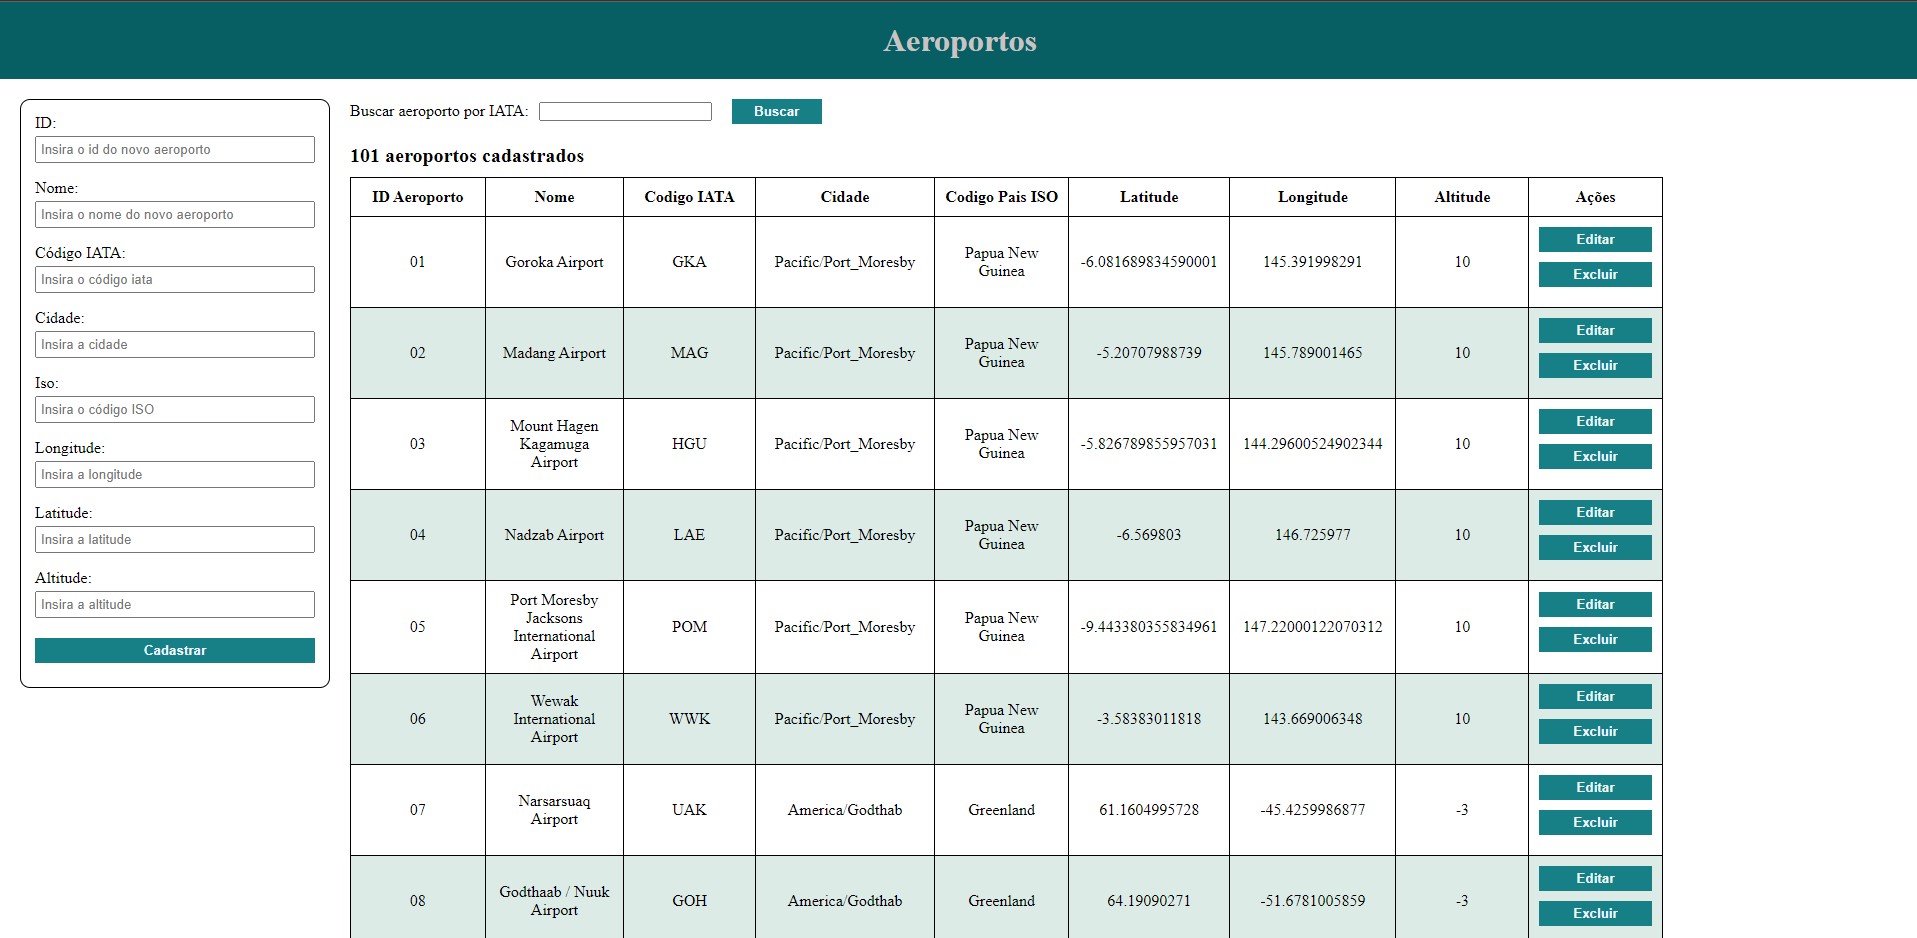 Aeroportos
ID:
Insira o id do novo aeroporto
Nome:
Insira o nome do novo aeroporto
Código IATA:
Insira o código iata
Cidade:
Insira a cidade
Iso:
Insira o código ISO
Longitude:
Insira a longitude
Latitude:
Insira a latitude
Altitude:
Insira a altitude
Cadastrar
Buscar aeroporto por IATA: Buscar
101 aeroportos cadastrados
ID Aeroporto Nome Codigo IATA Cidade Codigo Pais ISO Latitude Longitude Altitude Ações
01 Goroka Airport GKA Pacific/Port_Moresby Papua New Guinea -6.081689834590001 145.391998291 10 Editar Excluir
02 Madang Airport MAG Pacific/Port_Moresby Papua New Guinea -5.20707988739 145.789001465 10 Editar Excluir
03 Mount Hagen Kagamuga Airport HGU Pacific/Port_Moresby Papua New Guinea -5.826789855957031 144.29600524902344 10 Editar Excluir
04 Nadzab Airport LAE Pacific/Port_Moresby Papua New Guinea -6.569803 146.725977 10 Editar Excluir
05 Port Moresby Jacksons International Airport POM Pacific/Port_Moresby Papua New Guinea -9.443380355834961 147.22000122070312 10 Editar Excluir
06 Wewak International Airport WWK Pacific/Port_Moresby Papua New Guinea -3.58383011818 143.669006348 10 Editar Excluir
07 Narsarsuaq Airport UAK America/Godthab Greenland 61.1604995728 -45.4259986877 -3 Editar Excluir
08 Godthaab / Nuuk Airport GOH America/Godthab Greenland 64.19090271 -51.6781005859 -3 Editar Excluir